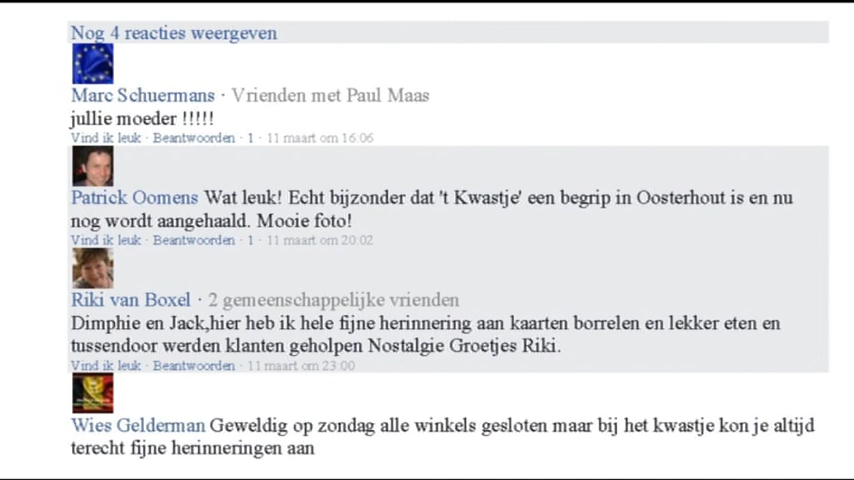 Nog 4 reacties weergeven
Marc Schuermans · Vrienden met Paul Maas
jullie moeder !!!!!
Vind ik leuk · Beantwoorden · 1 · 11 maart om 16:06
Patrick Oomens Wat leuk! Echt bijzonder dat 't Kwastje' een begrip in Oosterhout is en nu
nog wordt aangehaald. Mooie foto!
Vind ik leuk · Beantwoorden · 1 · 11 maart om 20:02
Riki van Boxel · 2 gemeenschappelijke vrienden
Dimphie en Jack,hier heb ik hele fijne herinnering aan kaarten borrelen en lekker eten en
tussendoor werden klanten geholpen Nostalgie Groetjes Riki.
Vind ik leuk · Beantwoorden · 11 maart om 23:00
Wies Gelderman Geweldig op zondag alle winkels gesloten maar bij het kwastje kon je altijd
terecht fijne herinneringen aan